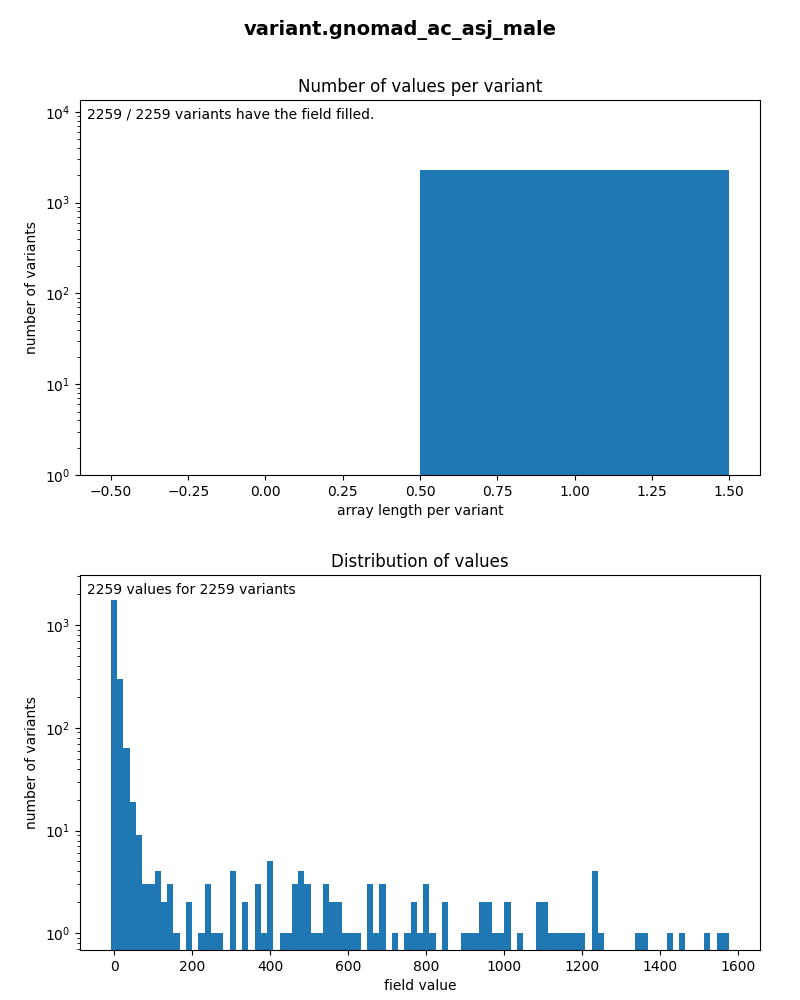 variant.gnomad_ac_asj_male
Number of values per variant
2259 / 2259 variants have the field filled.
10⁴
10³
10²
10¹
10⁰
number of variants
−0.50 −0.25 0.00 0.25 0.50 0.75 1.00 1.25 1.50
array length per variant
Distribution of values
2259 values for 2259 variants
10³
10²
10¹
10⁰
number of variants
0 200 400 600 800 1000 1200 1400 1600
field value